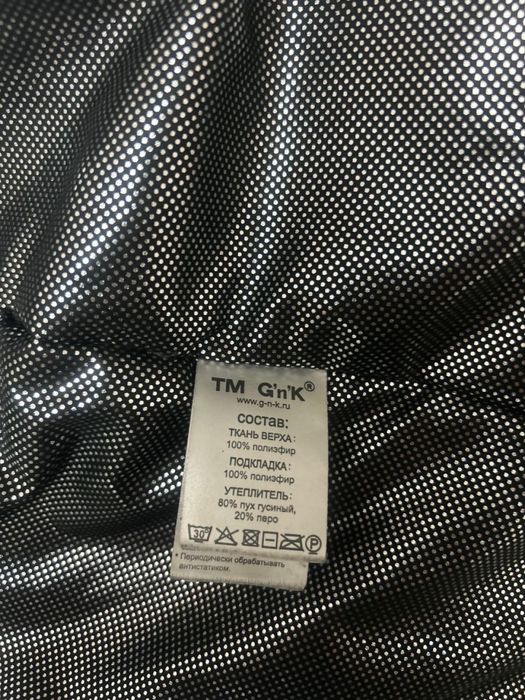 TM G'n'K®
www.g-n-k.ru
состав:
ТКАНЬ ВЕРХА:
100% полиэфир
ПОДКЛАДКА:
100% полиэфир
УТЕПЛИТЕЛЬ:
80% пух гусиный,
20% перо
30° P
* Периодически обрабатывать
антистатиком.